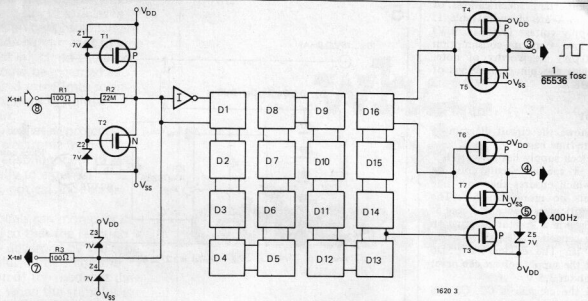 VDD
Z1
7V
T1
P
X-tal
8
R1
100Ω
R2
22M
T2
N
Z2
7V
VSS
I
D1
D8
D9
D16
D2
D7
D10
D15
D3
D6
D11
D14
D4
D5
D12
D13
Z3
7V
X-tal
7
R3
100Ω
Z4
7V
VSS
T4
VDD
P
3
N
T5
VSS
1
65536 fosc
T6
VDD
P
4
N
T7
VSS
5
400Hz
T3
P
Z5
7V
VDD
1620 3